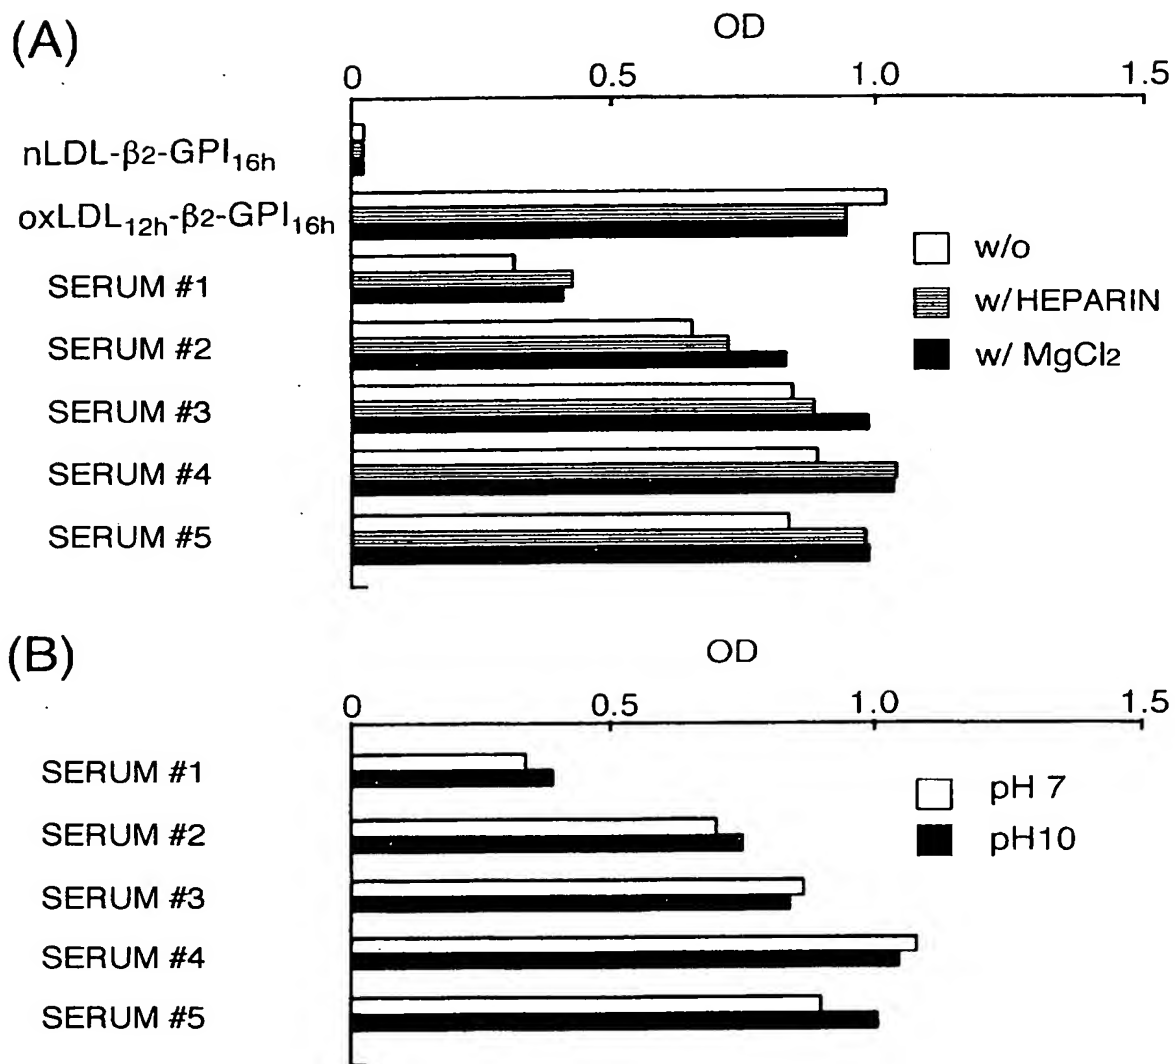 (A)
OD
0 0.5 1.0 1.5
nLDL-β2-GPI16h
oxLDL12h-β2-GPI16h
SERUM #1
SERUM #2
SERUM #3
SERUM #4
SERUM #5
w/o
w/HEPARIN
w/ MgCl2
(B)
OD
0 0.5 1.0 1.5
SERUM #1
SERUM #2
SERUM #3
SERUM #4
SERUM #5
pH 7
pH10